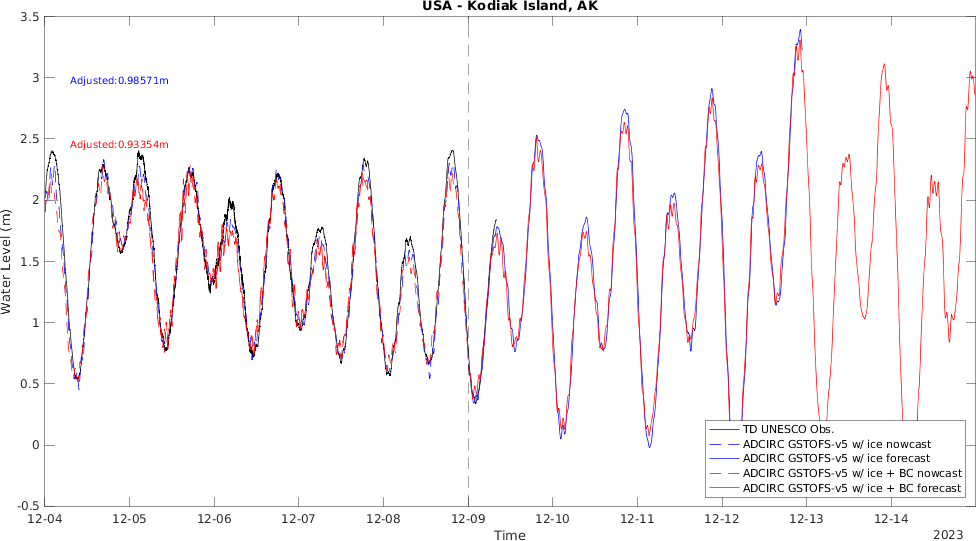 USA - Kodiak Island, AK
3.5
3
2.5
2
1.5
1
0.5
0
-0.5
Water Level (m)
Adjusted:0.98571m
Adjusted:0.93354m
TD UNESCO Obs.
ADCIRC GSTOFS-v5 w/ ice nowcast
ADCIRC GSTOFS-v5 w/ ice forecast
ADCIRC GSTOFS-v5 w/ ice + BC nowcast
ADCIRC GSTOFS-v5 w/ ice + BC forecast
12-04 12-05 12-06 12-07 12-08 12-09 12-10 12-11 12-12 12-13 12-14
Time
2023